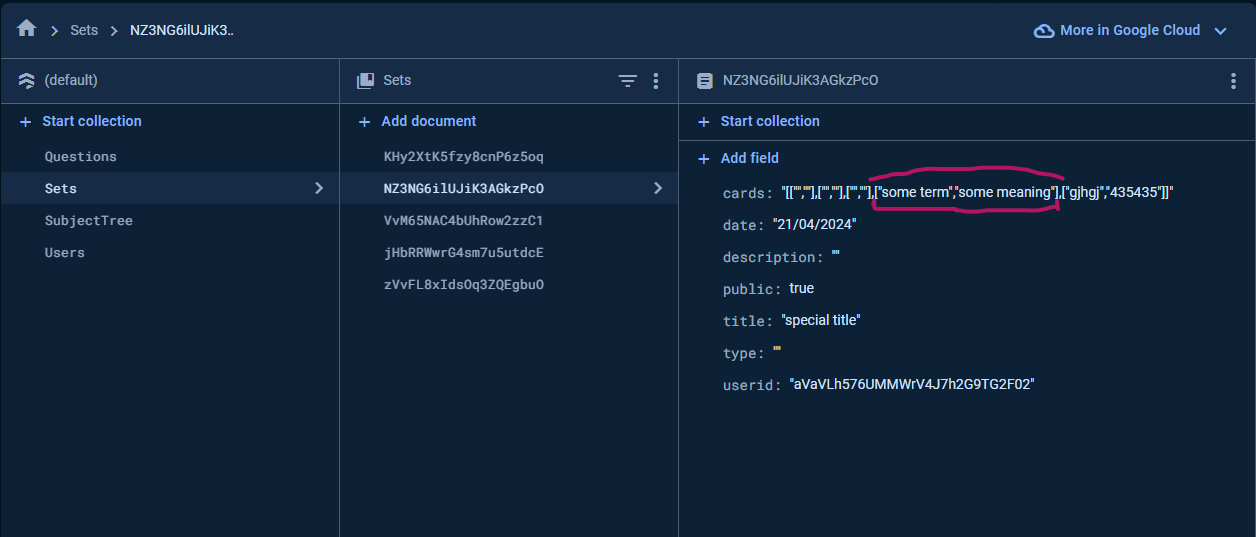 Sets NZ3NG6ilUJiK3.. More in Google Cloud
(default)
Start collection
Questions
Sets
SubjectTree
Users
Sets
Add document
KHy2XtK5fzy8cnP6z5oq
NZ3NG6ilUJiK3AGkzPcO
VvM65NAC4bUhRow2zzC1
jHbRRWwrG4sm7u5utdcE
zVvFL8xIdsOq3ZQEgbuO
NZ3NG6ilUJiK3AGkzPcO
Start collection
Add field
cards: "[["",""],["",""],["",""],["some term","some meaning"],["gjhgj","435435"]]"
date: "21/04/2024"
description: ""
public: true
title: "special title"
type: ""
userid: "aVaVLh576UMMWrV4J7h2G9TG2F02"